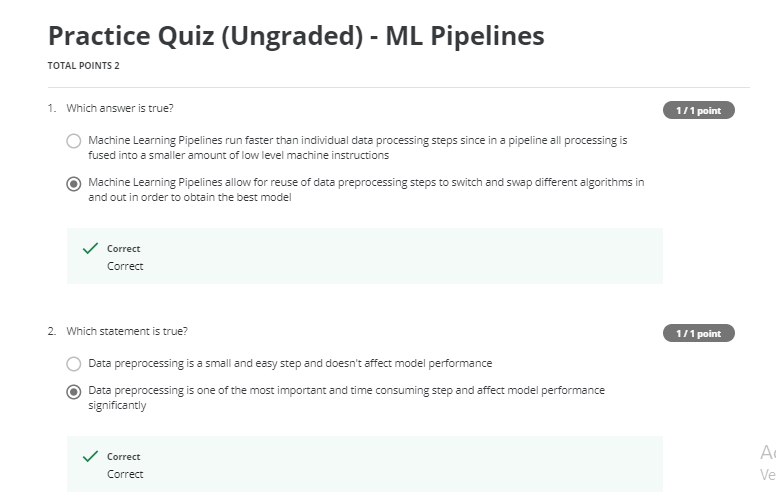 Practice Quiz (Ungraded) - ML Pipelines
TOTAL POINTS 2
1. Which answer is true?
1 / 1 point
Machine Learning Pipelines run faster than individual data processing steps since in a pipeline all processing is
fused into a smaller amount of low level machine instructions
Machine Learning Pipelines allow for reuse of data preprocessing steps to switch and swap different algorithms in
and out in order to obtain the best model
Correct
Correct
2. Which statement is true?
1 / 1 point
Data preprocessing is a small and easy step and doesn't affect model performance
Data preprocessing is one of the most important and time consuming step and affect model performance
significantly
Correct
Correct